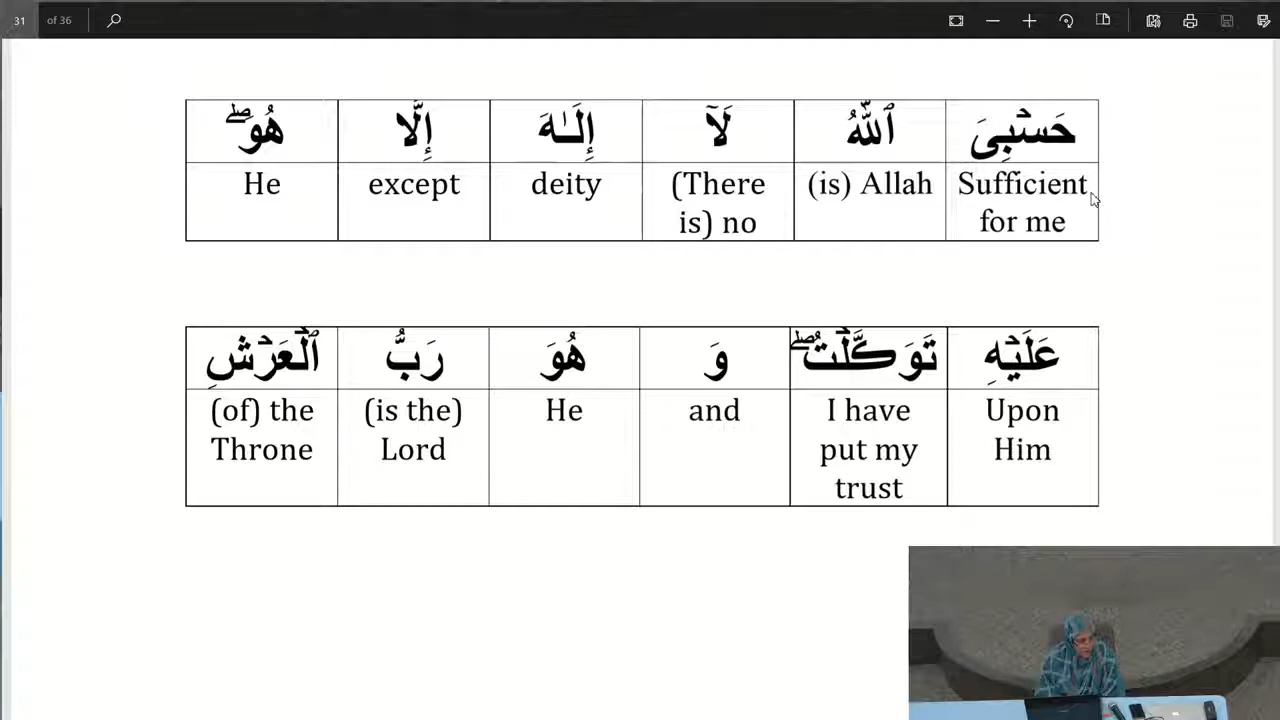 31 of 36
حَسۡبِىَ ٱللَّهُ لَآ إِلَـٰهَ إِلَّا هُوَ‌ۖ
Sufficient for me (is) Allah (There is) no deity except He
عَلَيۡهِ تَوَڪَّلۡتُ‌ۖ وَ هُوَ رَبُّ ٱلۡعَرۡشِ
Upon Him I have put my trust and He (is the) Lord (of) the Throne